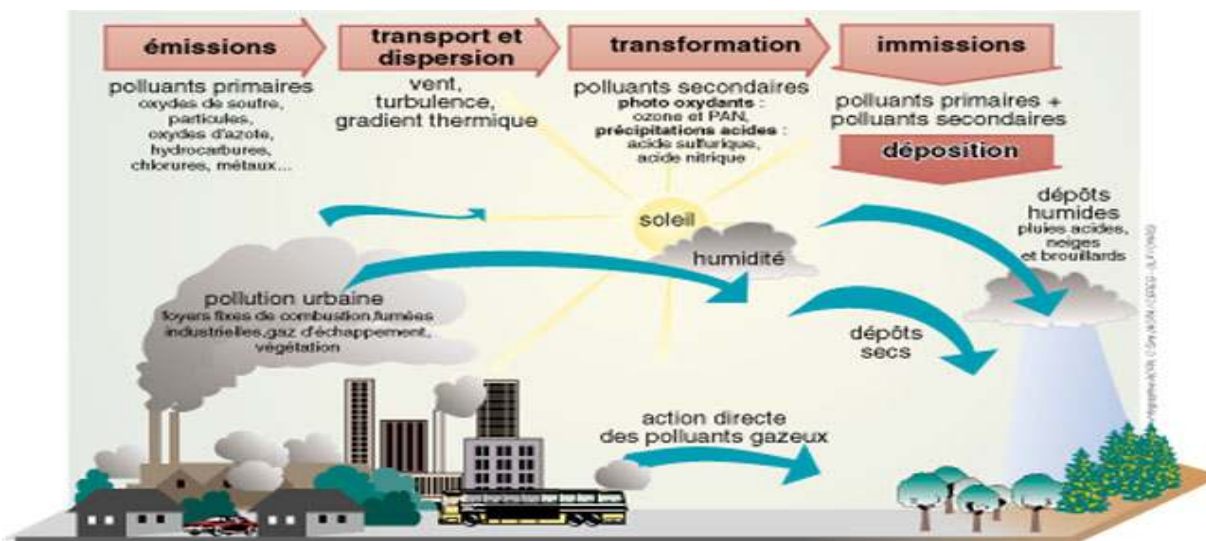 émissions
polluants primaires
oxydes de soufre,
particules,
oxydes d'azote,
hydrocarbures,
chlorures, métaux...
transport et
dispersion
vent,
turbulence,
gradient thermique
transformation
polluants secondaires
photo oxydants :
ozone et PAN,
précipitations acides :
acide sulfurique,
acide nitrique
immissions
polluants primaires +
polluants secondaires
déposition
soleil
humidité
dépôts
humides
pluies acides,
neiges
et brouillards
pollution urbaine
foyers fixes de combustion,fumées
industrielles,gaz d'échappement,
végétation
dépôts
secs
action directe
des polluants gazeux